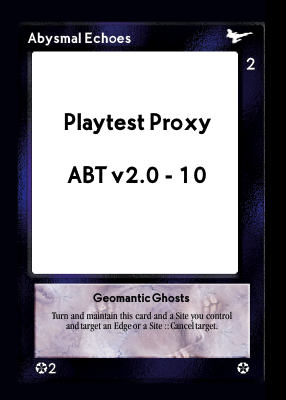 Abysmal Echoes
2
Playtest Proxy
ABT v2.0 - 10
Geomantic Ghosts
Turn and maintain this card and a Site you control
and target an Edge or a Site :: Cancel target.
2